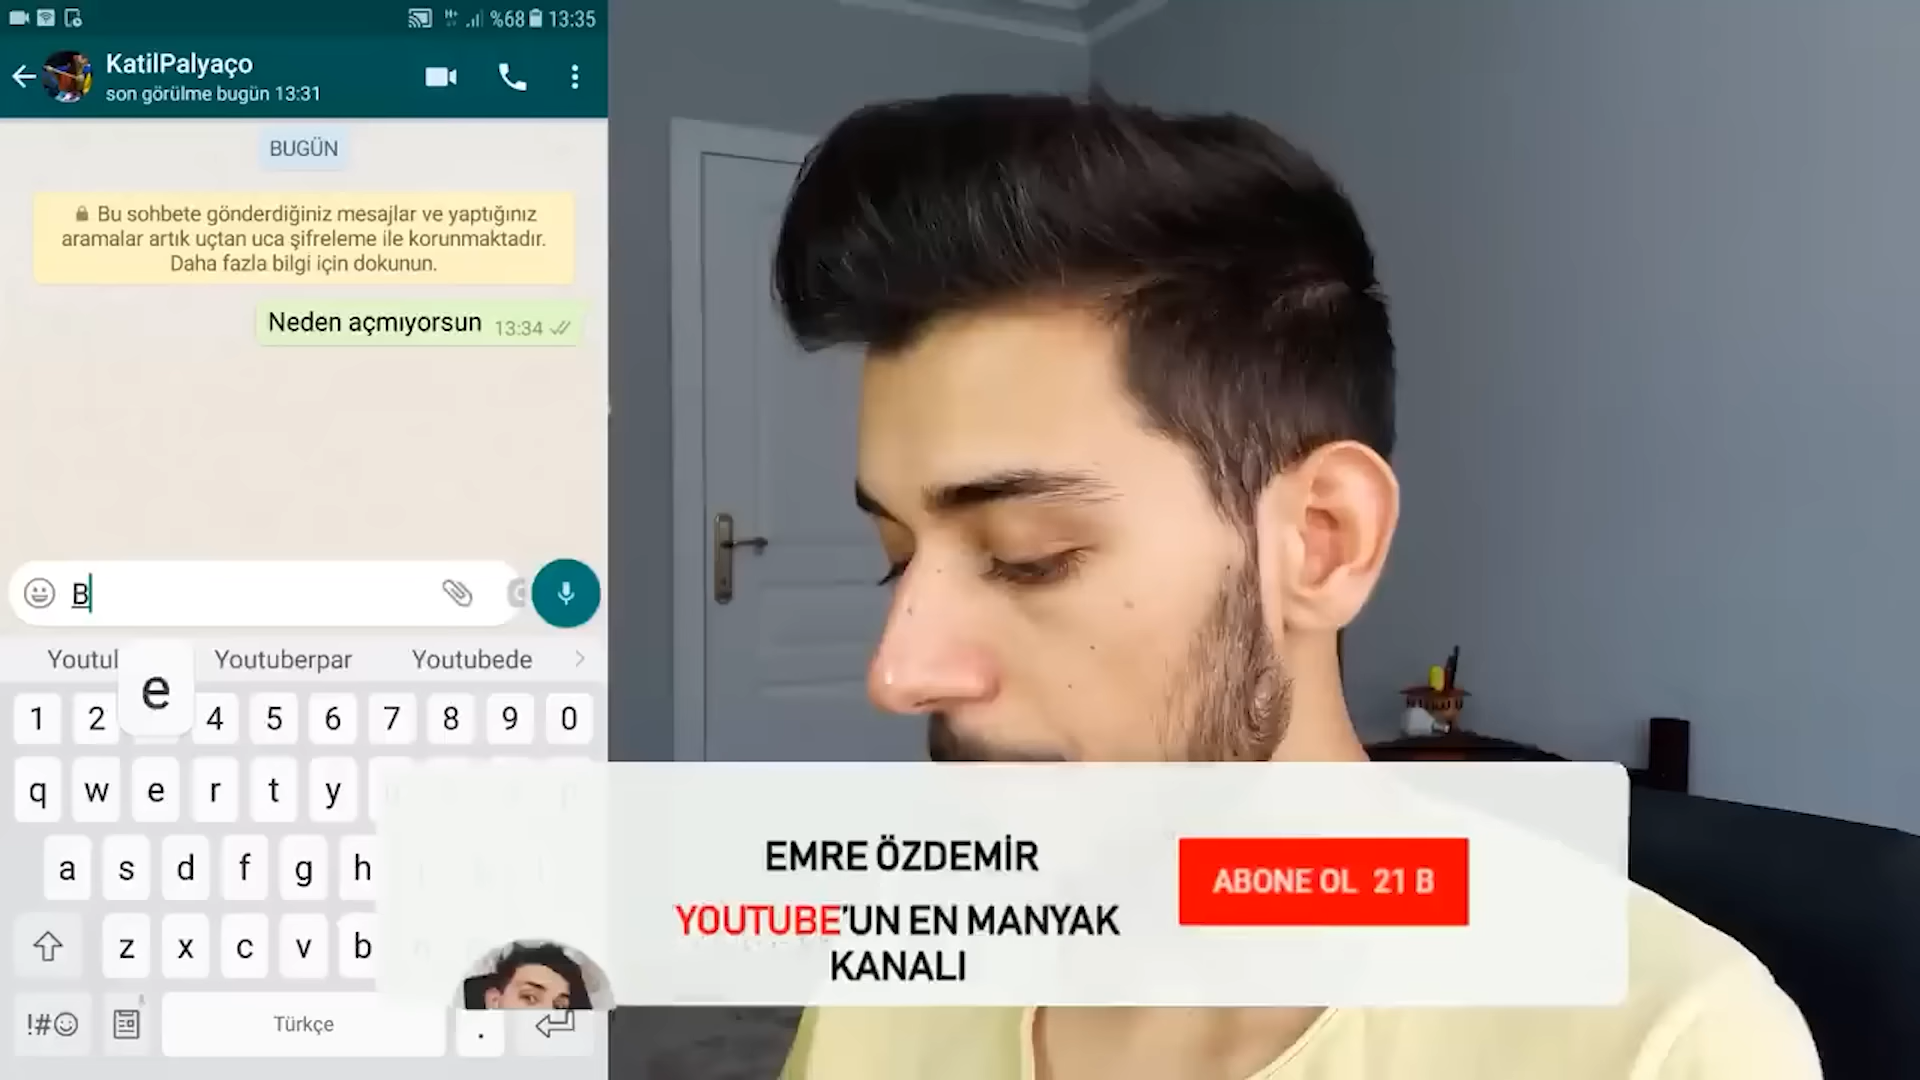 %68 13:35
KatilPalyaço
son görülme bugün 13:31
BUGÜN
Bu sohbete gönderdiğiniz mesajlar ve yaptığınız
aramalar artık uçtan uca şifreleme ile korunmaktadır.
Daha fazla bilgi için dokunun.
Neden açmıyorsun 13:34
B
Youtul Youtuberpar Youtubede
e
1 2 4 5 6 7 8 9 0
q w e r t y
a s d f g h
z x c v b
!# Türkçe .
EMRE ÖZDEMİR
YOUTUBE'UN EN MANYAK
KANALI
ABONE OL 21 B